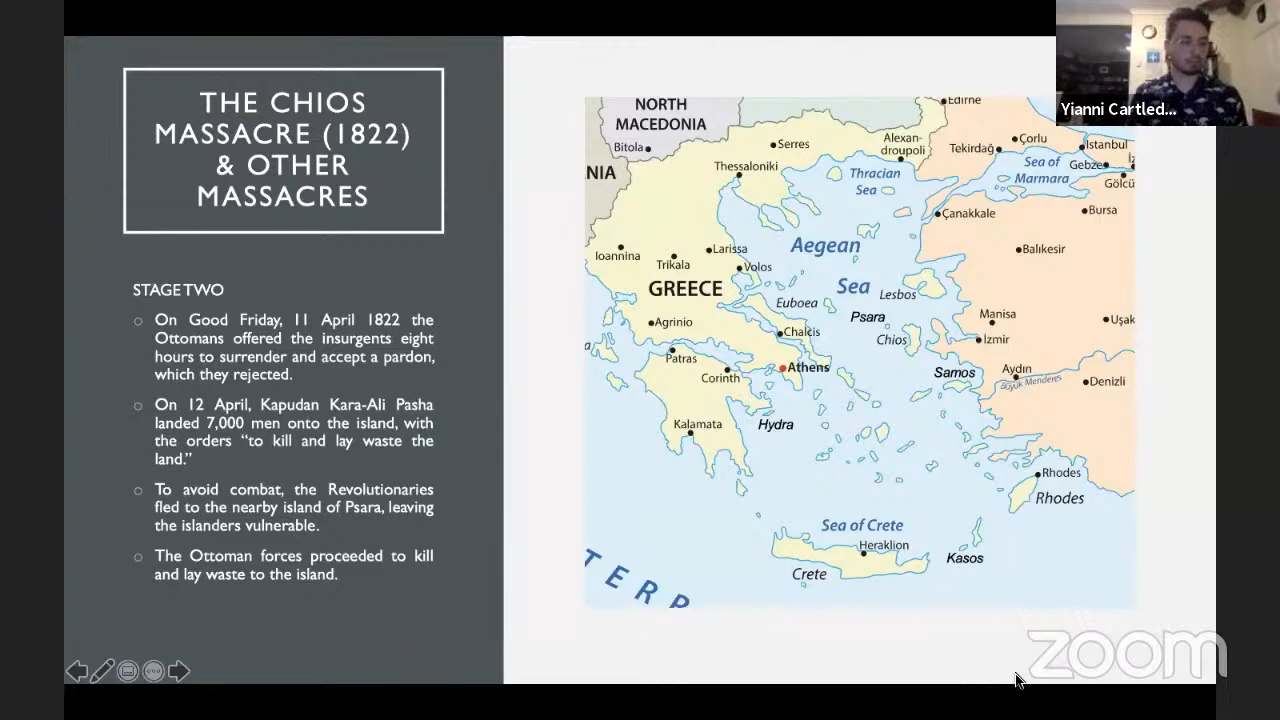 THE CHIOS
MASSACRE (1822)
& OTHER
MASSACRES
STAGE TWO
On Good Friday, 11 April 1822 the
Ottomans offered the insurgents eight
hours to surrender and accept a pardon,
which they rejected.
On 12 April, Kapudan Kara-Ali Pasha
landed 7,000 men onto the island, with
the orders “to kill and lay waste the
land.”
To avoid combat, the Revolutionaries
fled to the nearby island of Psara, leaving
the islanders vulnerable.
The Ottoman forces proceeded to kill
and lay waste to the island.
NORTH
MACEDONIA
Bitola
NIA
Serres
Thessaloniki
Alexan-
droupoli
Edirne
Tekirdağ
Çorlu
Istanbul
Gebze
İz
Gölcü
Sea of
Marmara
Thracian
Sea
Çanakkale
Bursa
Balıkesir
Aegean
Sea
Ioannina
Trikala
Larissa
Volos
GREECE
Euboea
Lesbos
Psara
Chios
Manisa
Uşak
Izmir
Agrinio
Chalcis
a
Patras
Corinth
Athens
Samos
Aydın
Büyük Menderes
Denizli
Kalamata
Hydra
Rhodes
Rhodes
Sea of Crete
Heraklion
Crete
Kasos
TERR
Yianni Cartled...
zoom